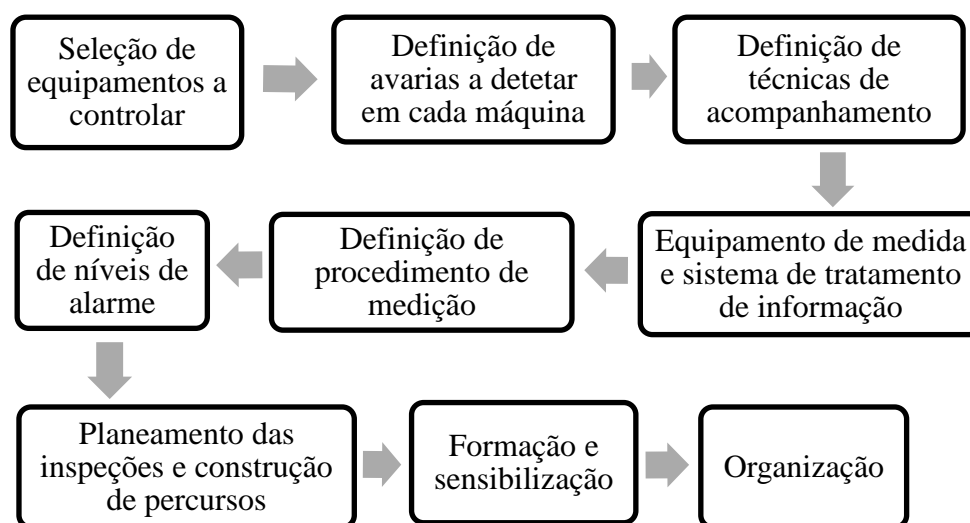 Seleção de
equipamentos a
controlar
Definição de
avarias a detetar
em cada máquina
Definição de
técnicas de
acompanhamento
Equipamento de medida
e sistema de tratamento
de informação
Definição de
procedimento de
medição
Definição
de níveis de
alarme
Planeamento das
inspeções e construção
de percursos
Formação e
sensibilização
Organização